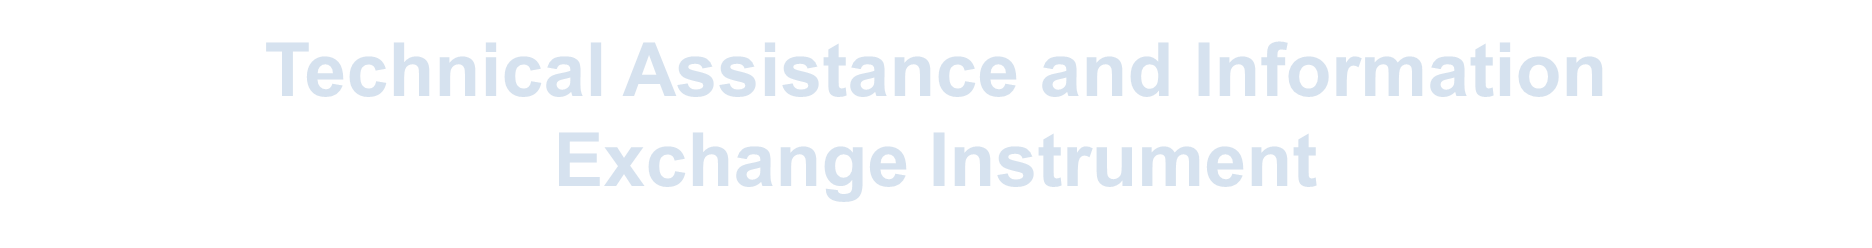 Technical Assistance and Information
Exchange Instrument